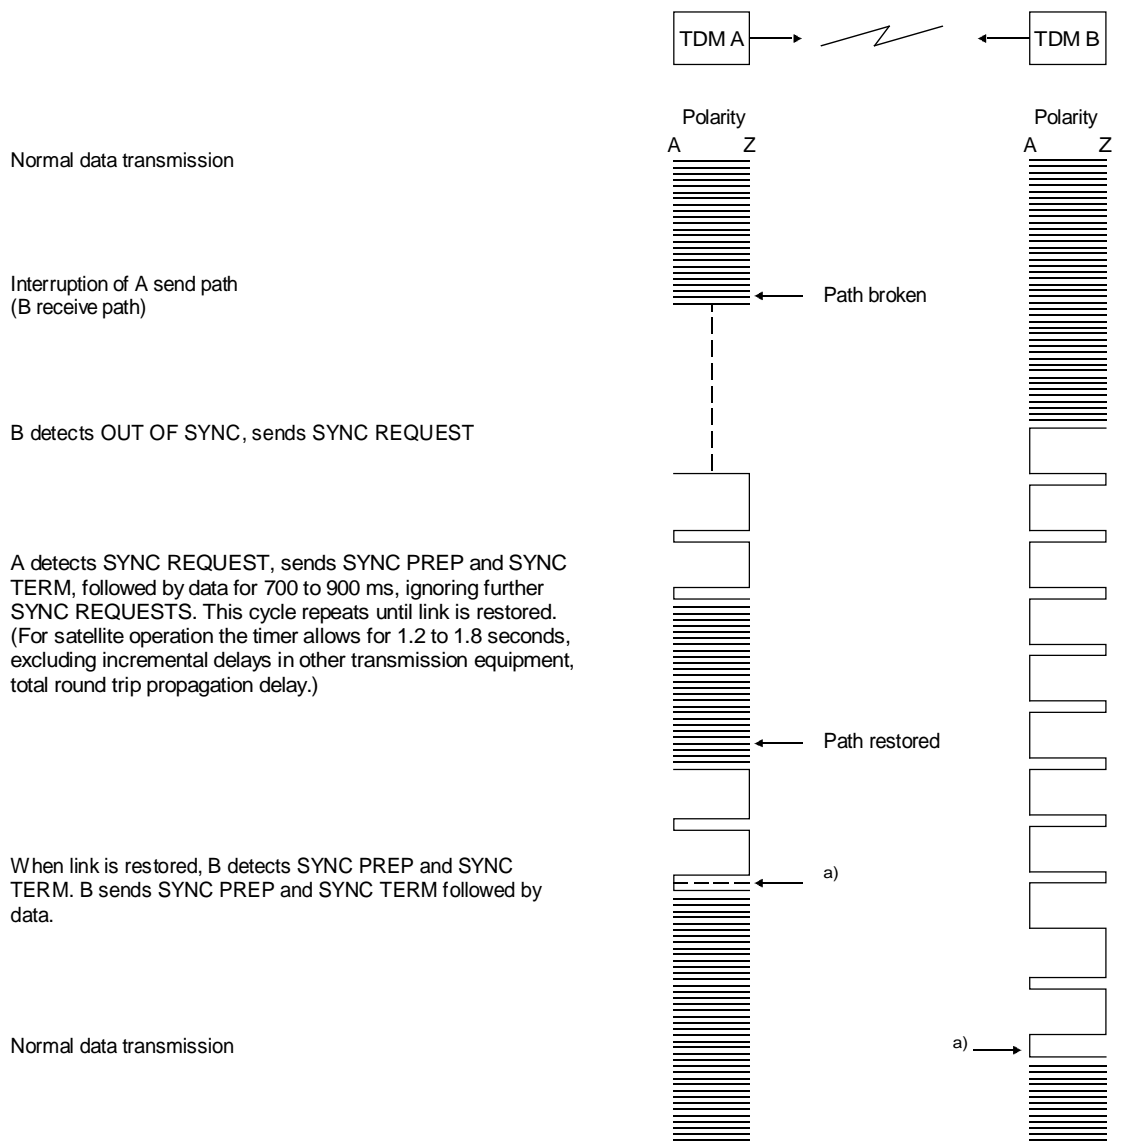 TDM A
TDM B
Polarity
Polarity
A Z
A Z
Normal data transmission
Interruption of A send path
(B receive path)
Path broken
B detects OUT OF SYNC, sends SYNC REQUEST
A detects SYNC REQUEST, sends SYNC PREP and SYNC
TERM, followed by data for 700 to 900 ms, ignoring further
SYNC REQUESTS. This cycle repeats until link is restored.
(For satellite operation the timer allows for 1.2 to 1.8 seconds,
excluding incremental delays in other transmission equipment,
total round trip propagation delay.)
Path restored
When link is restored, B detects SYNC PREP and SYNC
TERM. B sends SYNC PREP and SYNC TERM followed by
data.
a)
Normal data transmission
a)